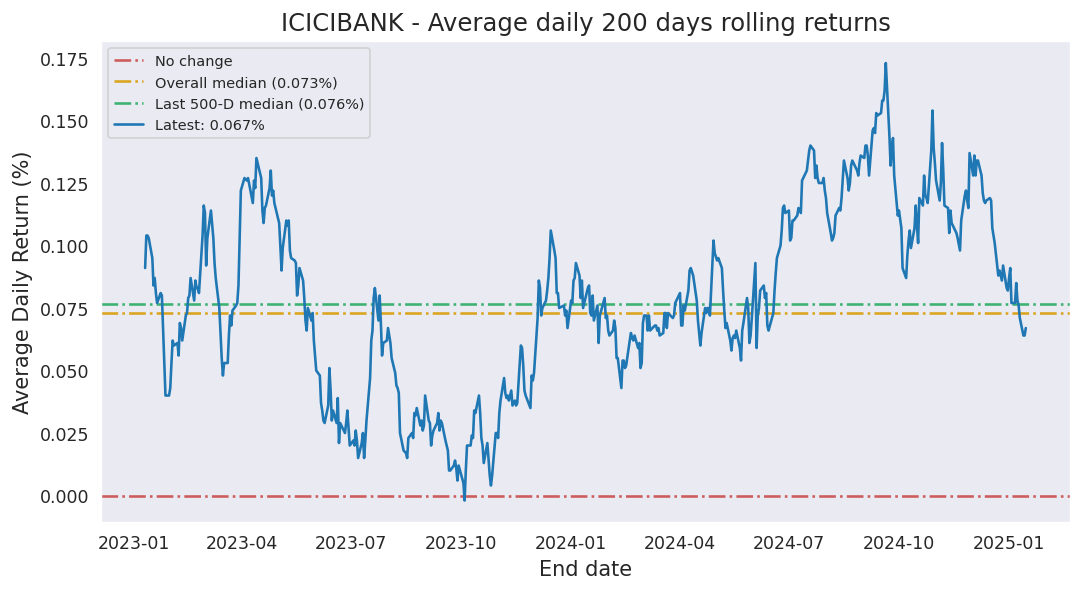 ICICIBANK - Average daily 200 days rolling returns
No change
Overall median (0.073%)
Last 500-D median (0.076%)
Latest: 0.067%
Average Daily Return (%)
0.175
0.150
0.125
0.100
0.075
0.050
0.025
0.000
2023-01
2023-04
2023-07
2023-10
2024-01
2024-04
2024-07
2024-10
2025-01
End date